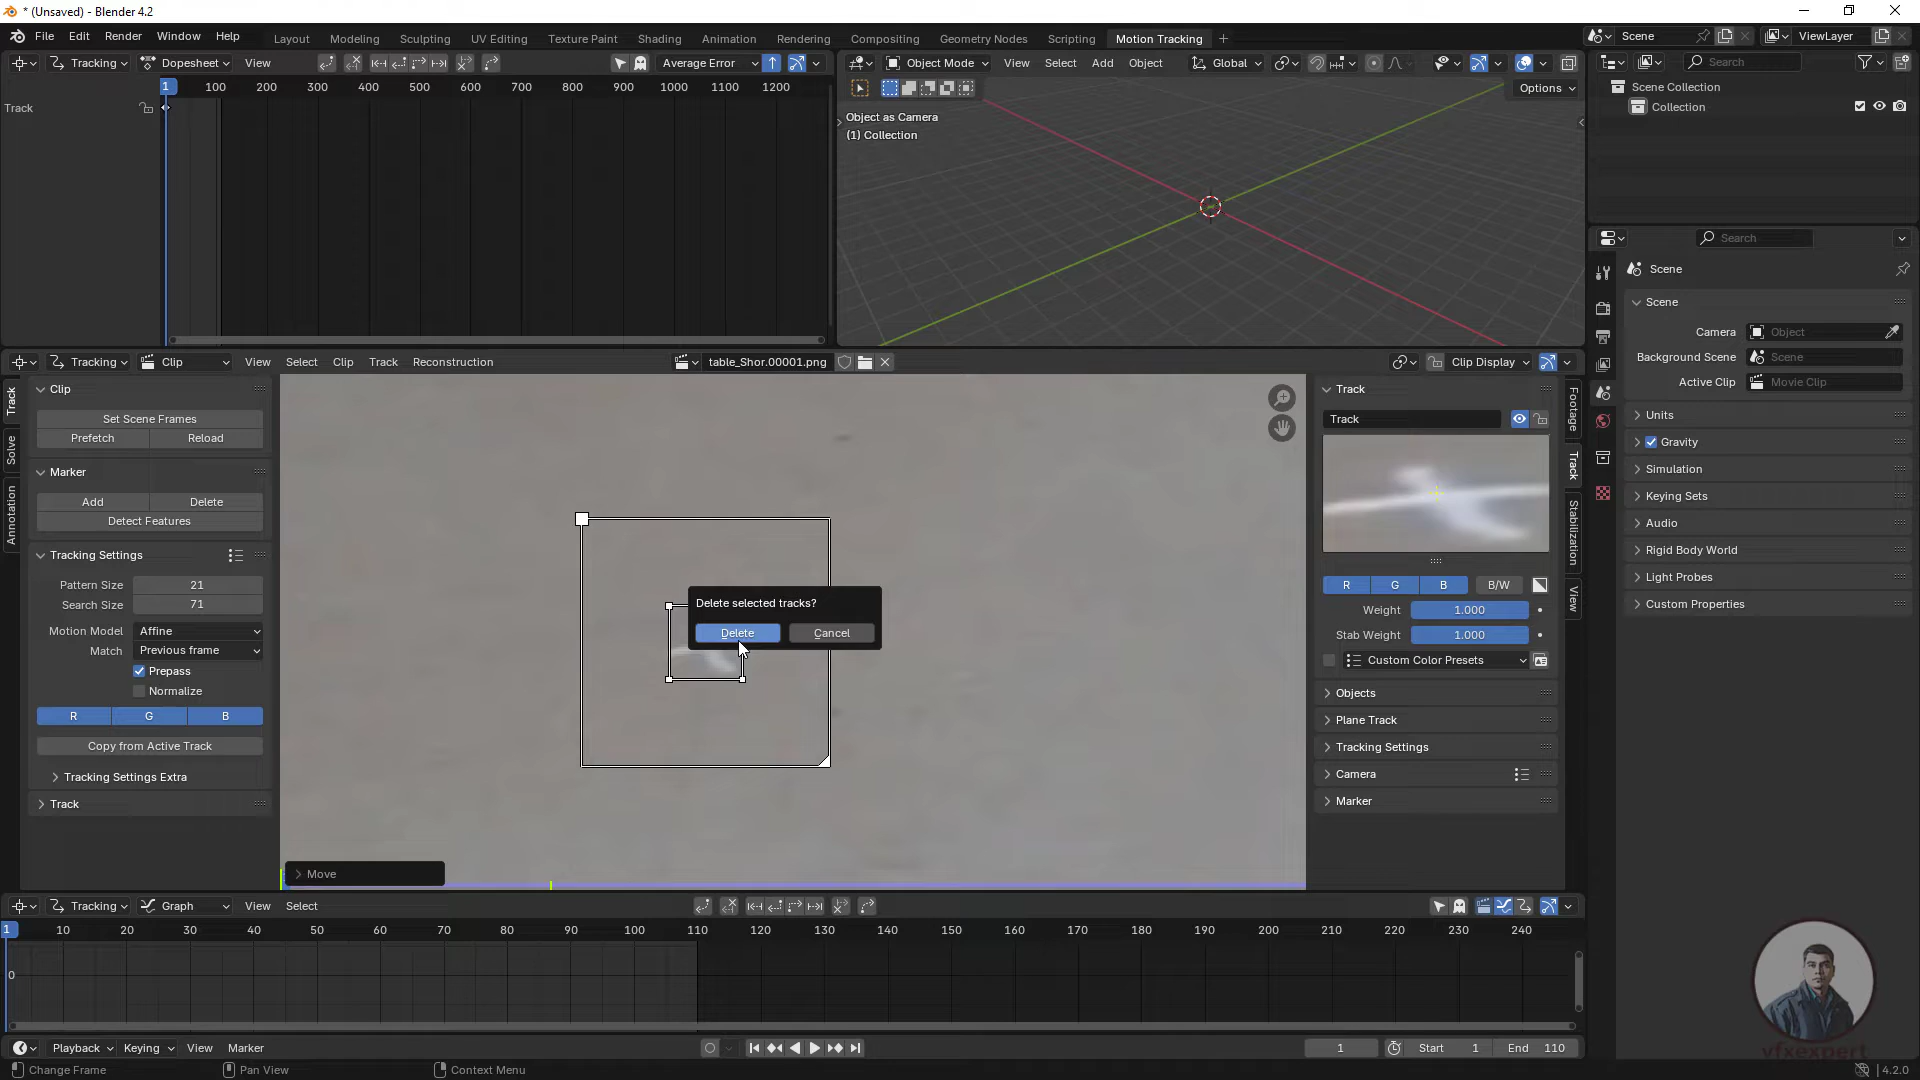 * (Unsaved) - Blender 4.2
File Edit Render Window Help Layout Modeling Sculpting UV Editing Texture Paint Shading Animation Rendering Compositing Geometry Nodes Scripting Motion Tracking + Scene ViewLayer
Tracking Dopesheet View Average Error
1 100 200 300 400 500 600 700 800 900 1000 1100 1200
Track
Object Mode View Select Add Object Global
Options
Object as Camera
(1) Collection
Search
Scene Collection
Collection
Search
Scene
Scene
Camera Object
Background Scene Scene
Active Clip Movie Clip
Units
Gravity
Simulation
Keying Sets
Audio
Rigid Body World
Light Probes
Custom Properties
Tracking Clip View Select Clip Track Reconstruction table_Shor.00001.png Clip Display
Track
Solve
Annotation
Clip
Set Scene Frames
Prefetch Reload
Marker
Add Delete
Detect Features
Tracking Settings
Pattern Size 21
Search Size 71
Motion Model Affine
Match Previous frame
Prepass
Normalize
R G B
Copy from Active Track
Tracking Settings Extra
Track
Delete selected tracks?
Delete Cancel
Move
Track
Track
R G B B/W
Weight 1.000
Stab Weight 1.000
Custom Color Presets
Objects
Plane Track
Tracking Settings
Camera
Marker
Footage
Track
Stabilization
View
Tracking Graph View Select
1 10 20 30 40 50 60 70 80 90 100 110 120 130 140 150 160 170 180 190 200 210 220 230 240
0
Playback Keying View Marker 1 Start 1 End 110
Change Frame Pan View Context Menu 4.2.0
vfxexpert